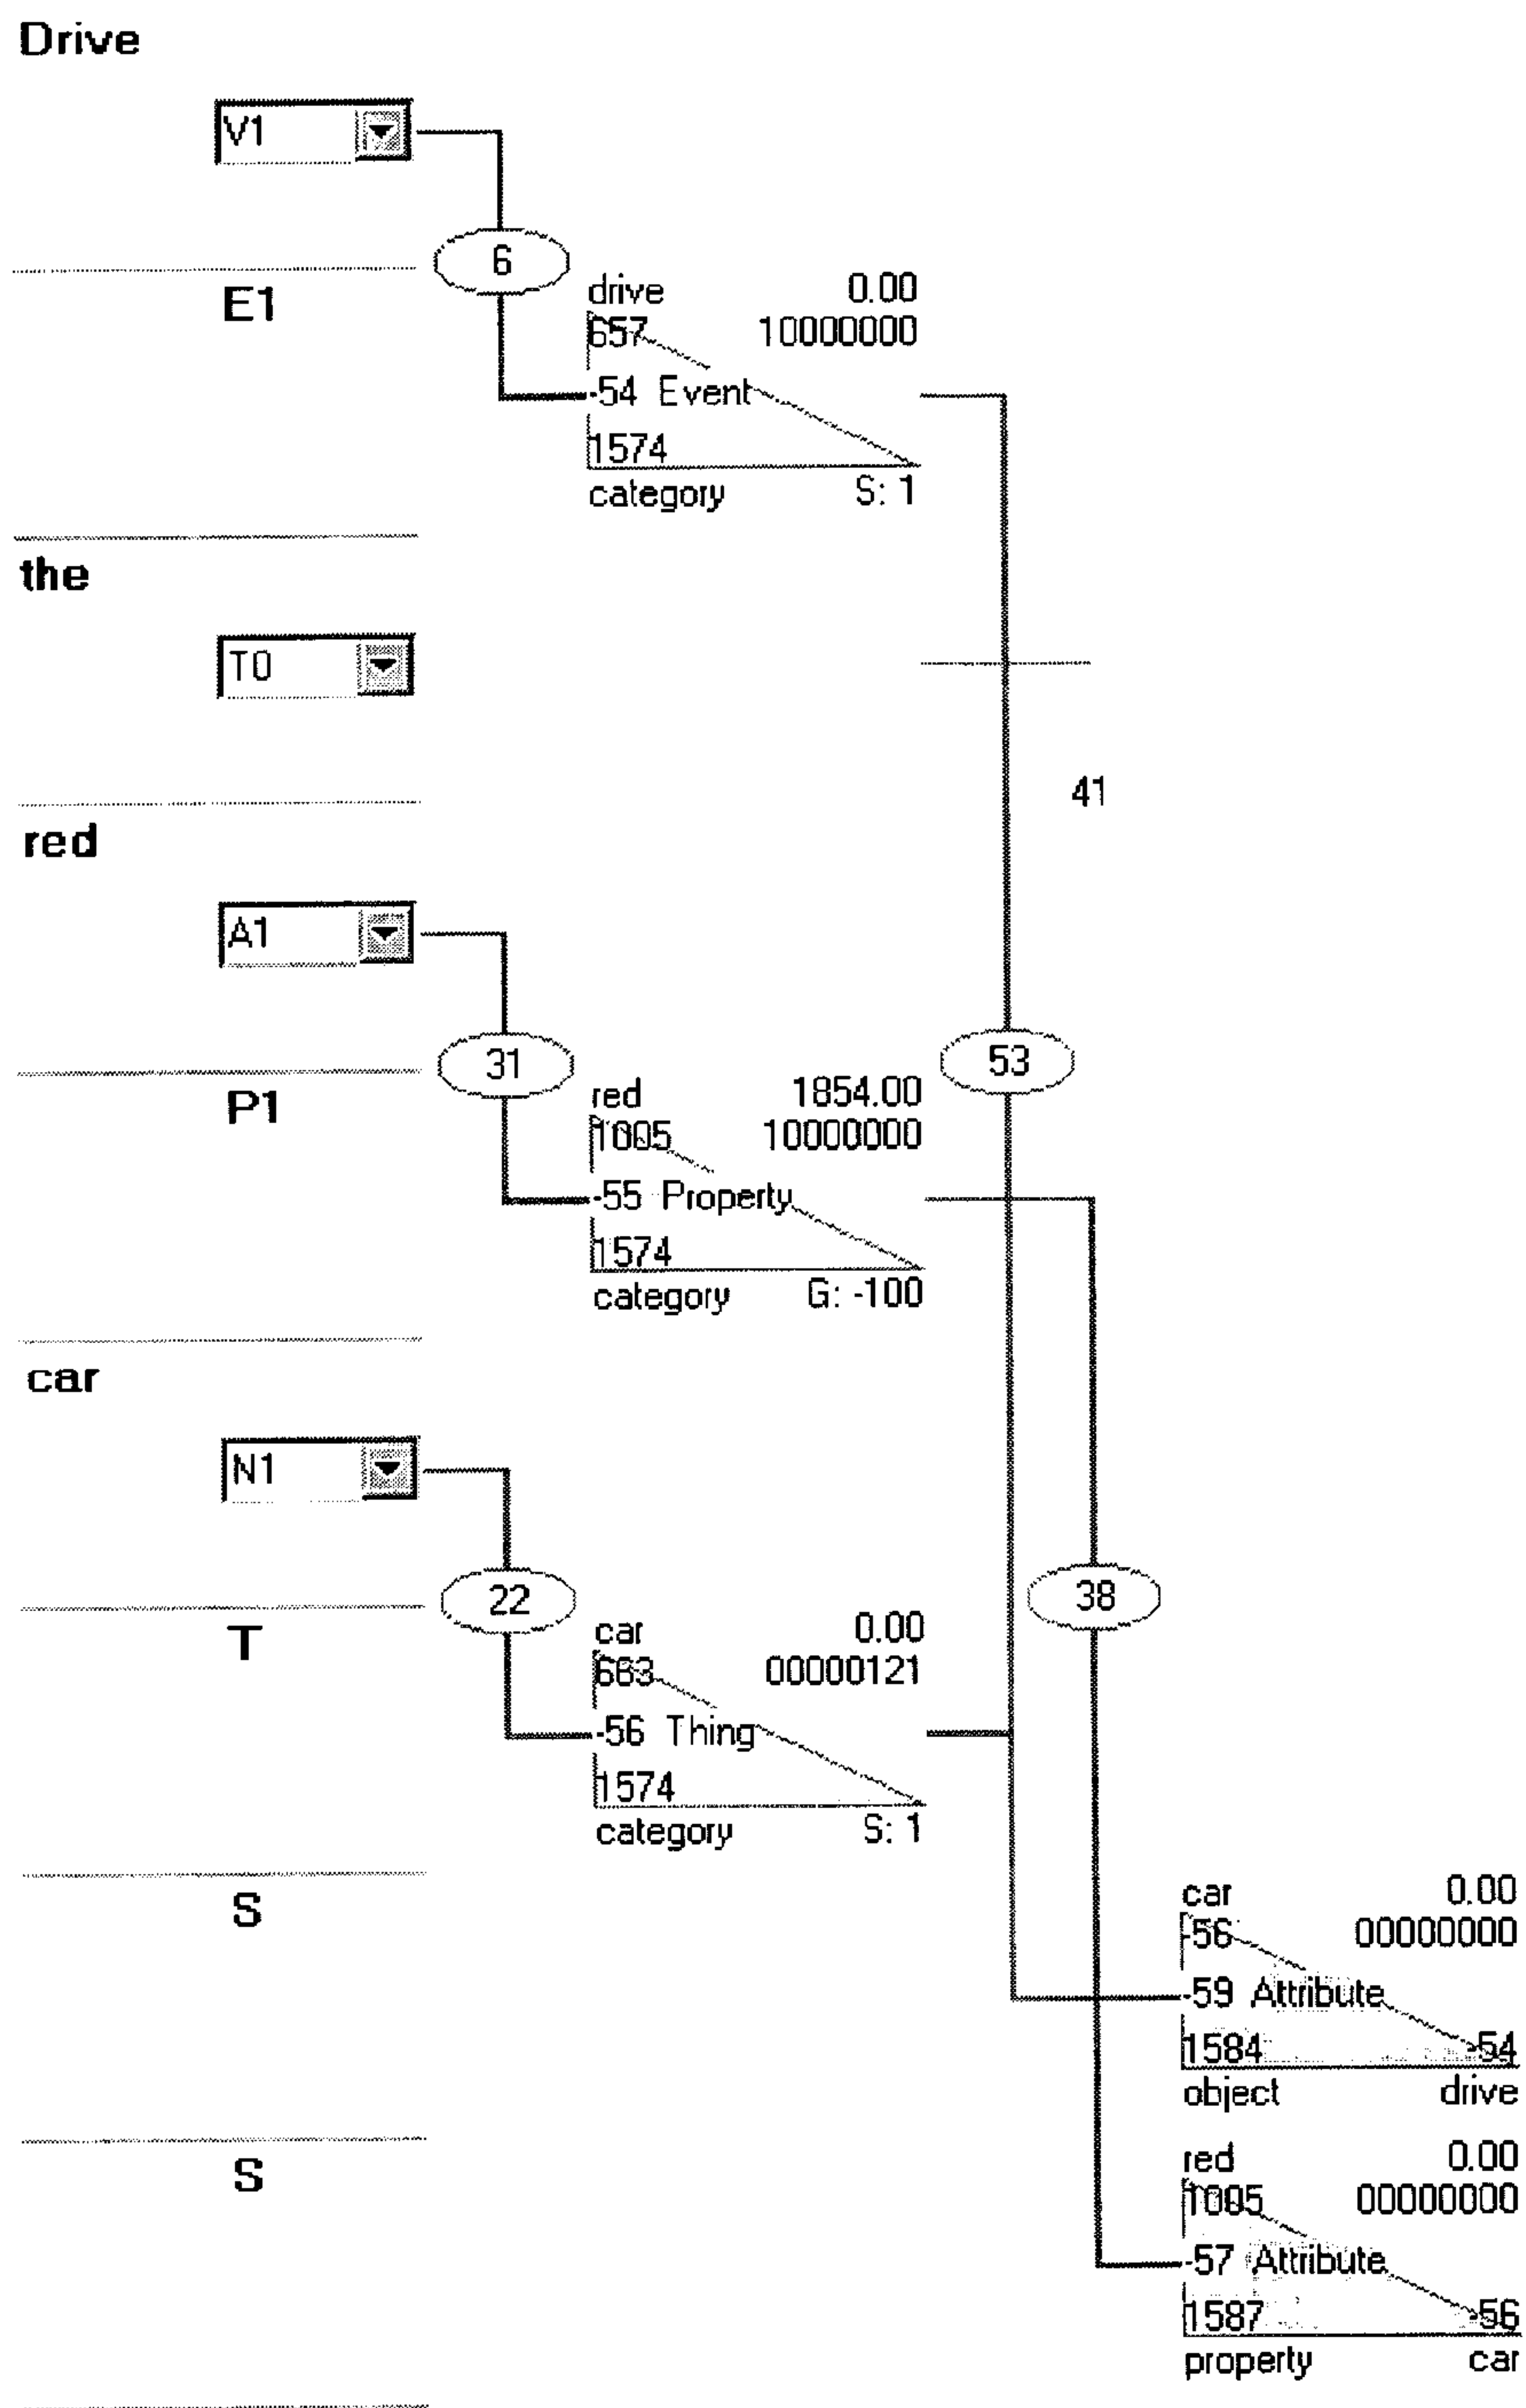 Drive
V1
6
E1
drive 0.00
657 10000000
-54 Event
1574
category S: 1
the
T0
41
red
A1
31
53
P1
red 1854.00
1005 10000000
-55 Property
1574
category G: -100
car
N1
22
38
T
car 0.00
663 00000121
-56 Thing
1574
category S: 1
S
car 0.00
-56 00000000
-59 Attribute
1584 -54
object drive
S
red 0.00
1005 00000000
-57 Attribute
1587 -56
property car